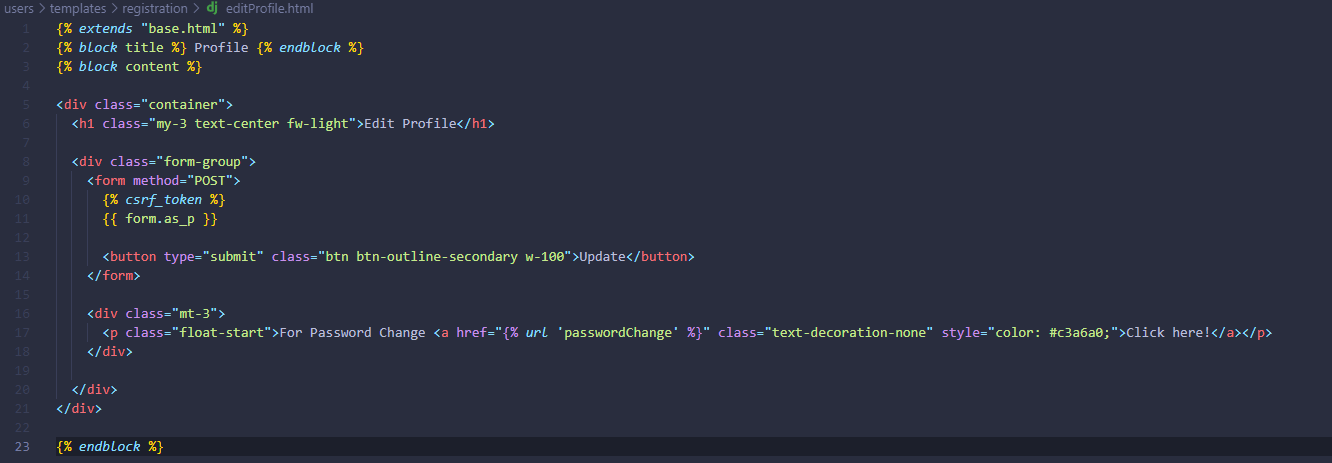 users > templates > registration > dj editProfile.html
1 {% extends "base.html" %}
2 {% block title %} Profile {% endblock %}
3 {% block content %}
4
5 <div class="container">
6 <h1 class="my-3 text-center fw-light">Edit Profile</h1>
7
8 <div class="form-group">
9 <form method="POST">
10 {% csrf_token %}
11 {{ form.as_p }}
12
13 <button type="submit" class="btn btn-outline-secondary w-100">Update</button>
14 </form>
15
16 <div class="mt-3">
17 <p class="float-start">For Password Change <a href="{% url 'passwordChange' %}" class="text-decoration-none" style="color: #c3a6a0;">Click here!</a></p>
18 </div>
19
20 </div>
21 </div>
22
23 {% endblock %}